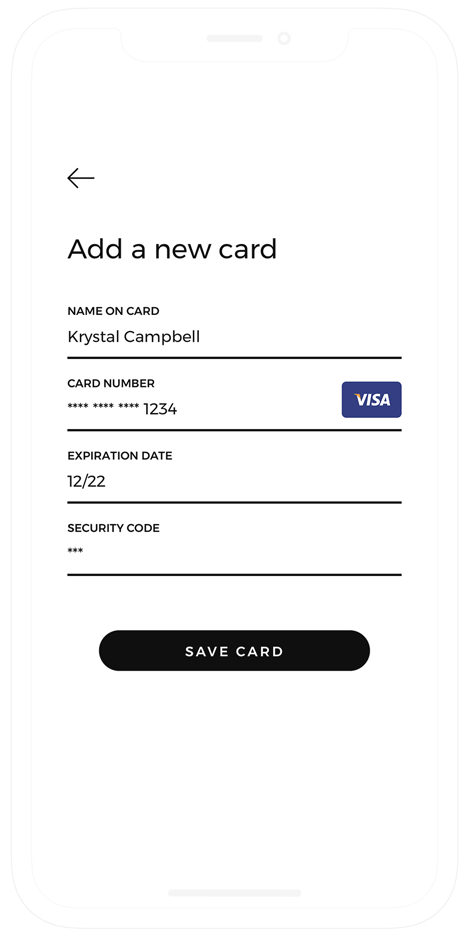 Add a new card
NAME ON CARD
Krystal Campbell
CARD NUMBER
**** **** **** 1234
VISA
EXPIRATION DATE
12/22
SECURITY CODE
***
SAVE CARD